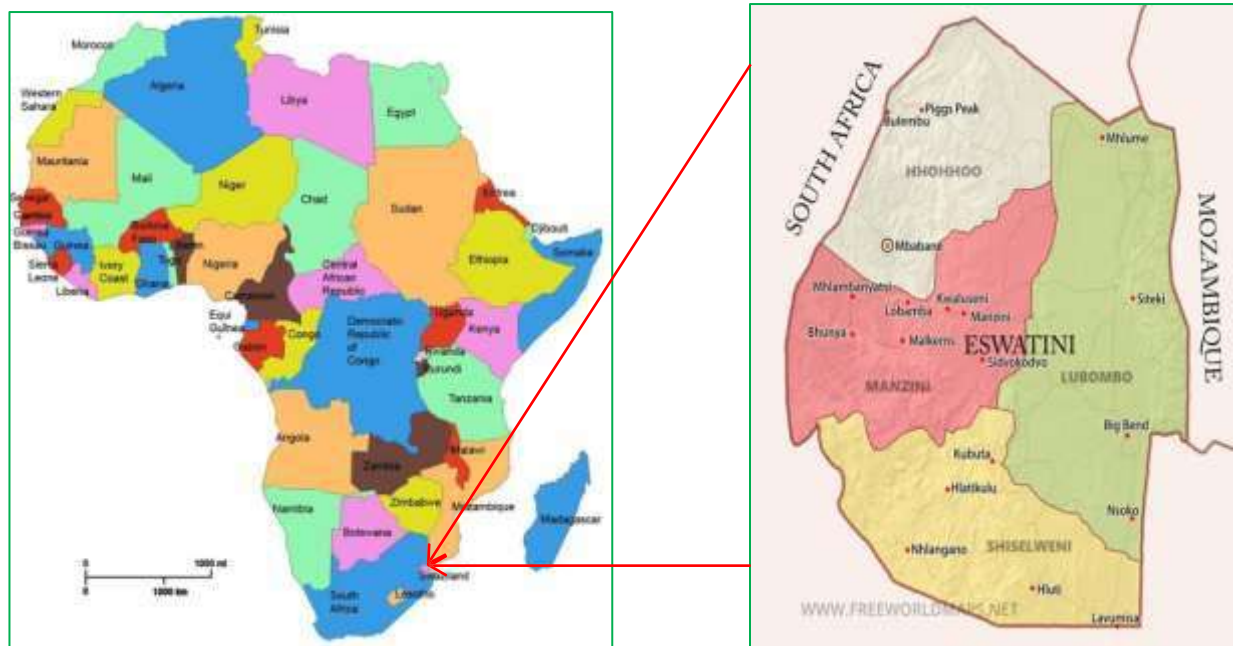 Tunisia
Morocco
Algeria
Western
Sahara
Libya
Egypt
Mauritania
Mali
Niger
Chad
Sudan
Eritrea
Djibouti
Senegal
Gambia
Guinea
Bissau
Guinea
Sierra
Leone
Liberia
Ivory
Coast
Burkina
Faso
Ghana
Togo
Benin
Nigeria
Cameroon
Central
African
Republic
Ethiopia
Somalia
Equi
Guinea
Gabon
Congo
Democratic
Republic
of
Congo
Uganda
Kenya
Rwanda
Burundi
Tanzania
Angola
Zambia
Malawi
Mozambique
Zimbabwe
Namibia
Botswana
Madagascar
Swaziland
South
Africa
Lesotho
0 1000 mi
0 1000 km
SOUTH AFRICA
MOZAMBIQUE
Piggs Peak
Bulembu
Mhlume
HHOHHOO
Mbabane
Mhlambanyatsi
Kwaluseni
Lobamba
Manzini
Siteki
Bhunya
Malkerns
ESWATINI
Sidvokodvo
MANZINI
LUBOMBO
Big Bend
Kubuta
Hlatikulu
Nsoko
Nhlangano
SHISELWENI
Hluti
WWW.FREEWORLDMAPS.NET
Lavumisa